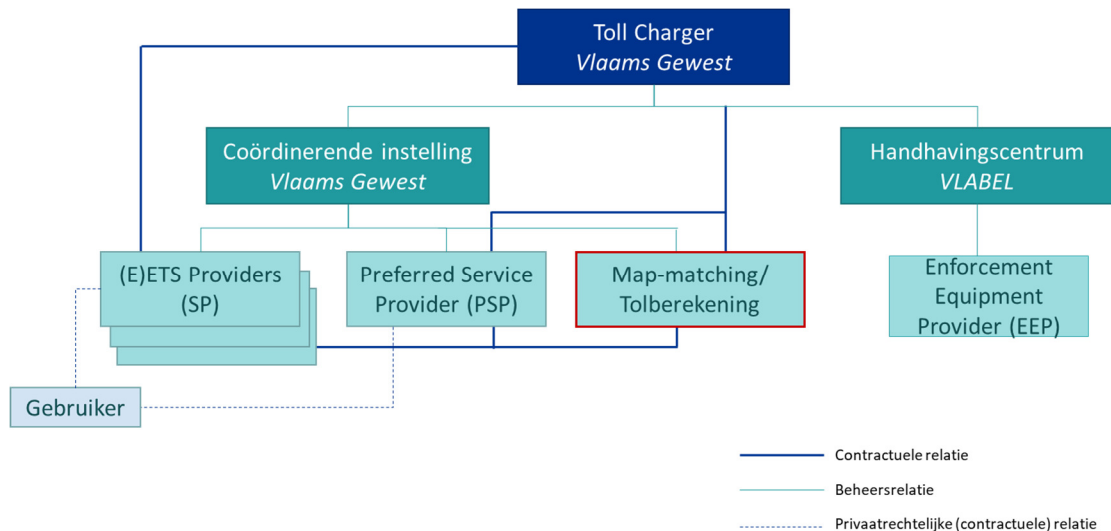 Toll Charger
Vlaams Gewest
Coördinerende instelling
Vlaams Gewest
Handhavingscentrum
VLABEL
(E)ETS Providers
(SP)
Preferred Service
Provider (PSP)
Map-matching/
Tolberekening
Enforcement
Equipment
Provider (EEP)
Gebruiker
Contractuele relatie
Beheersrelatie
Privaatrechtelijke (contractuele) relatie